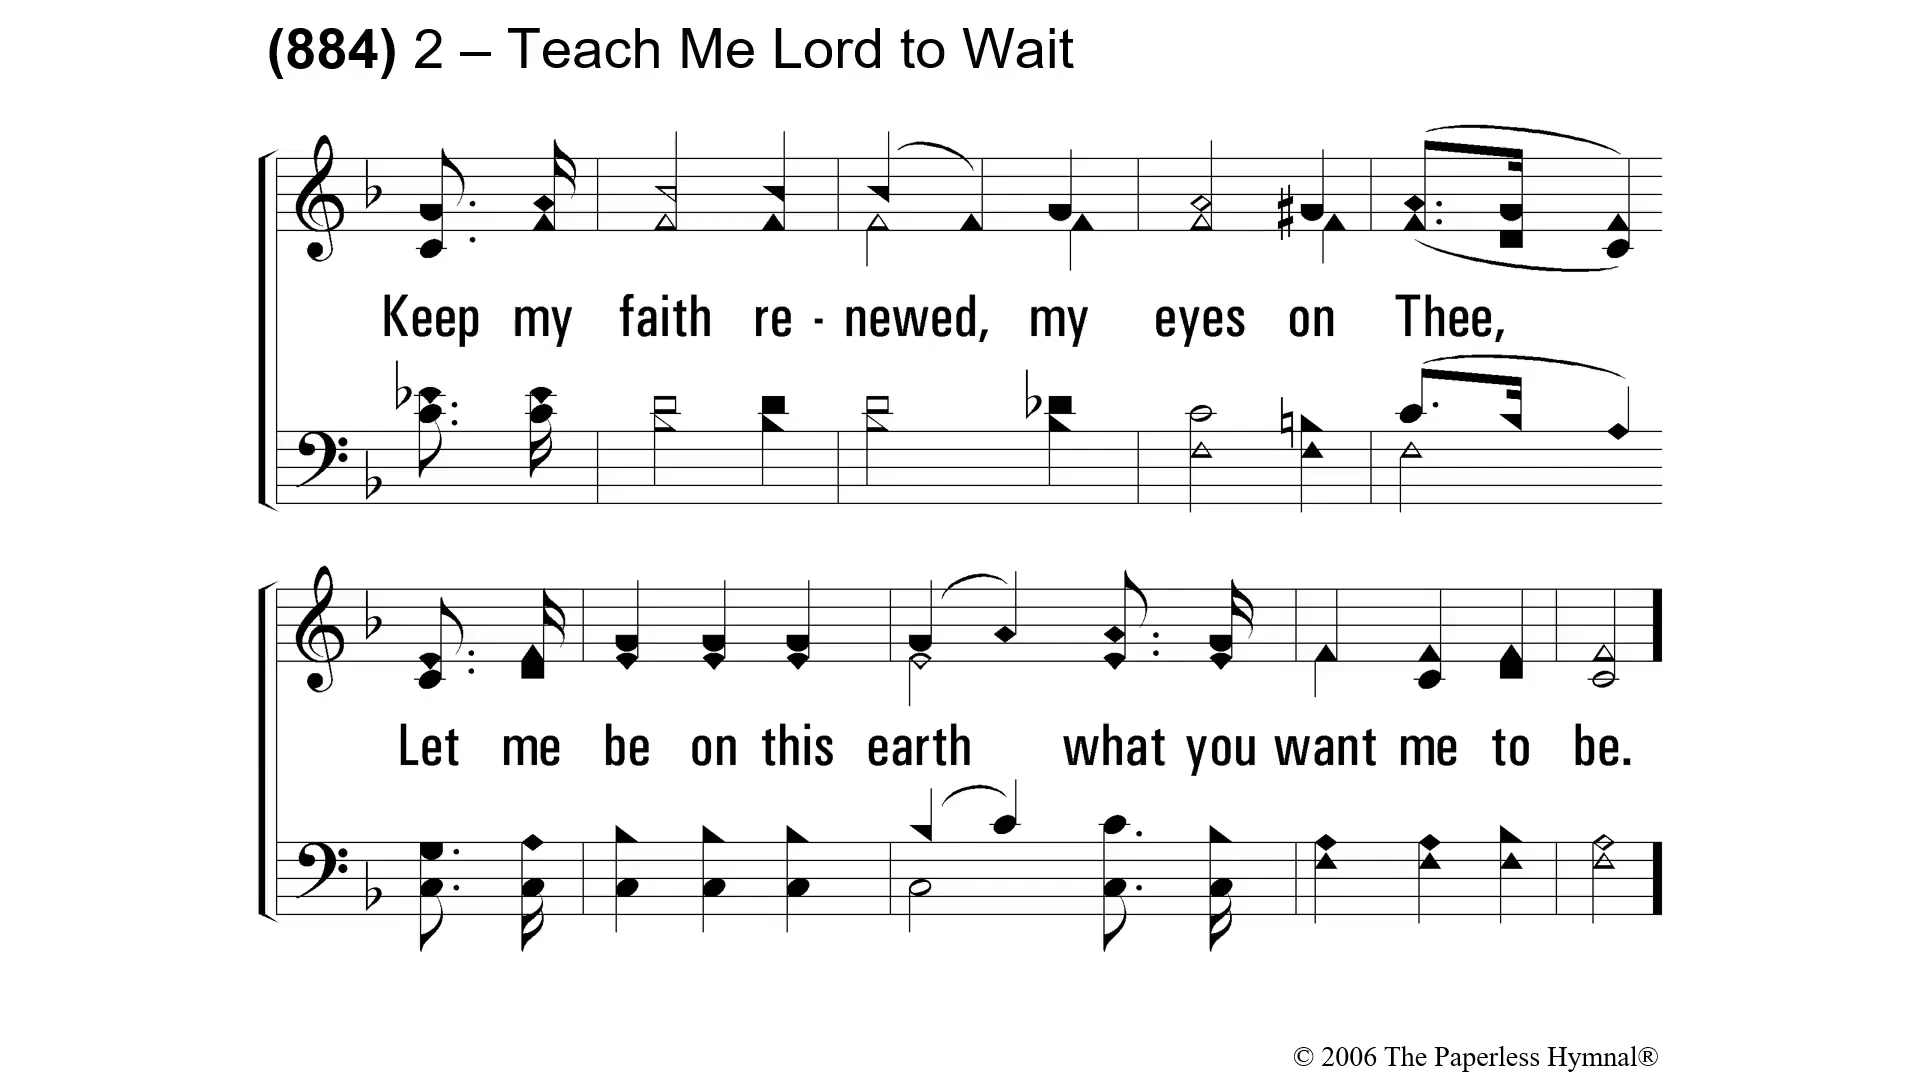 (884) 2 – Teach Me Lord to Wait
Keep my faith re - newed, my eyes on Thee,
Let me be on this earth what you want me to be.
© 2006 The Paperless Hymnal®